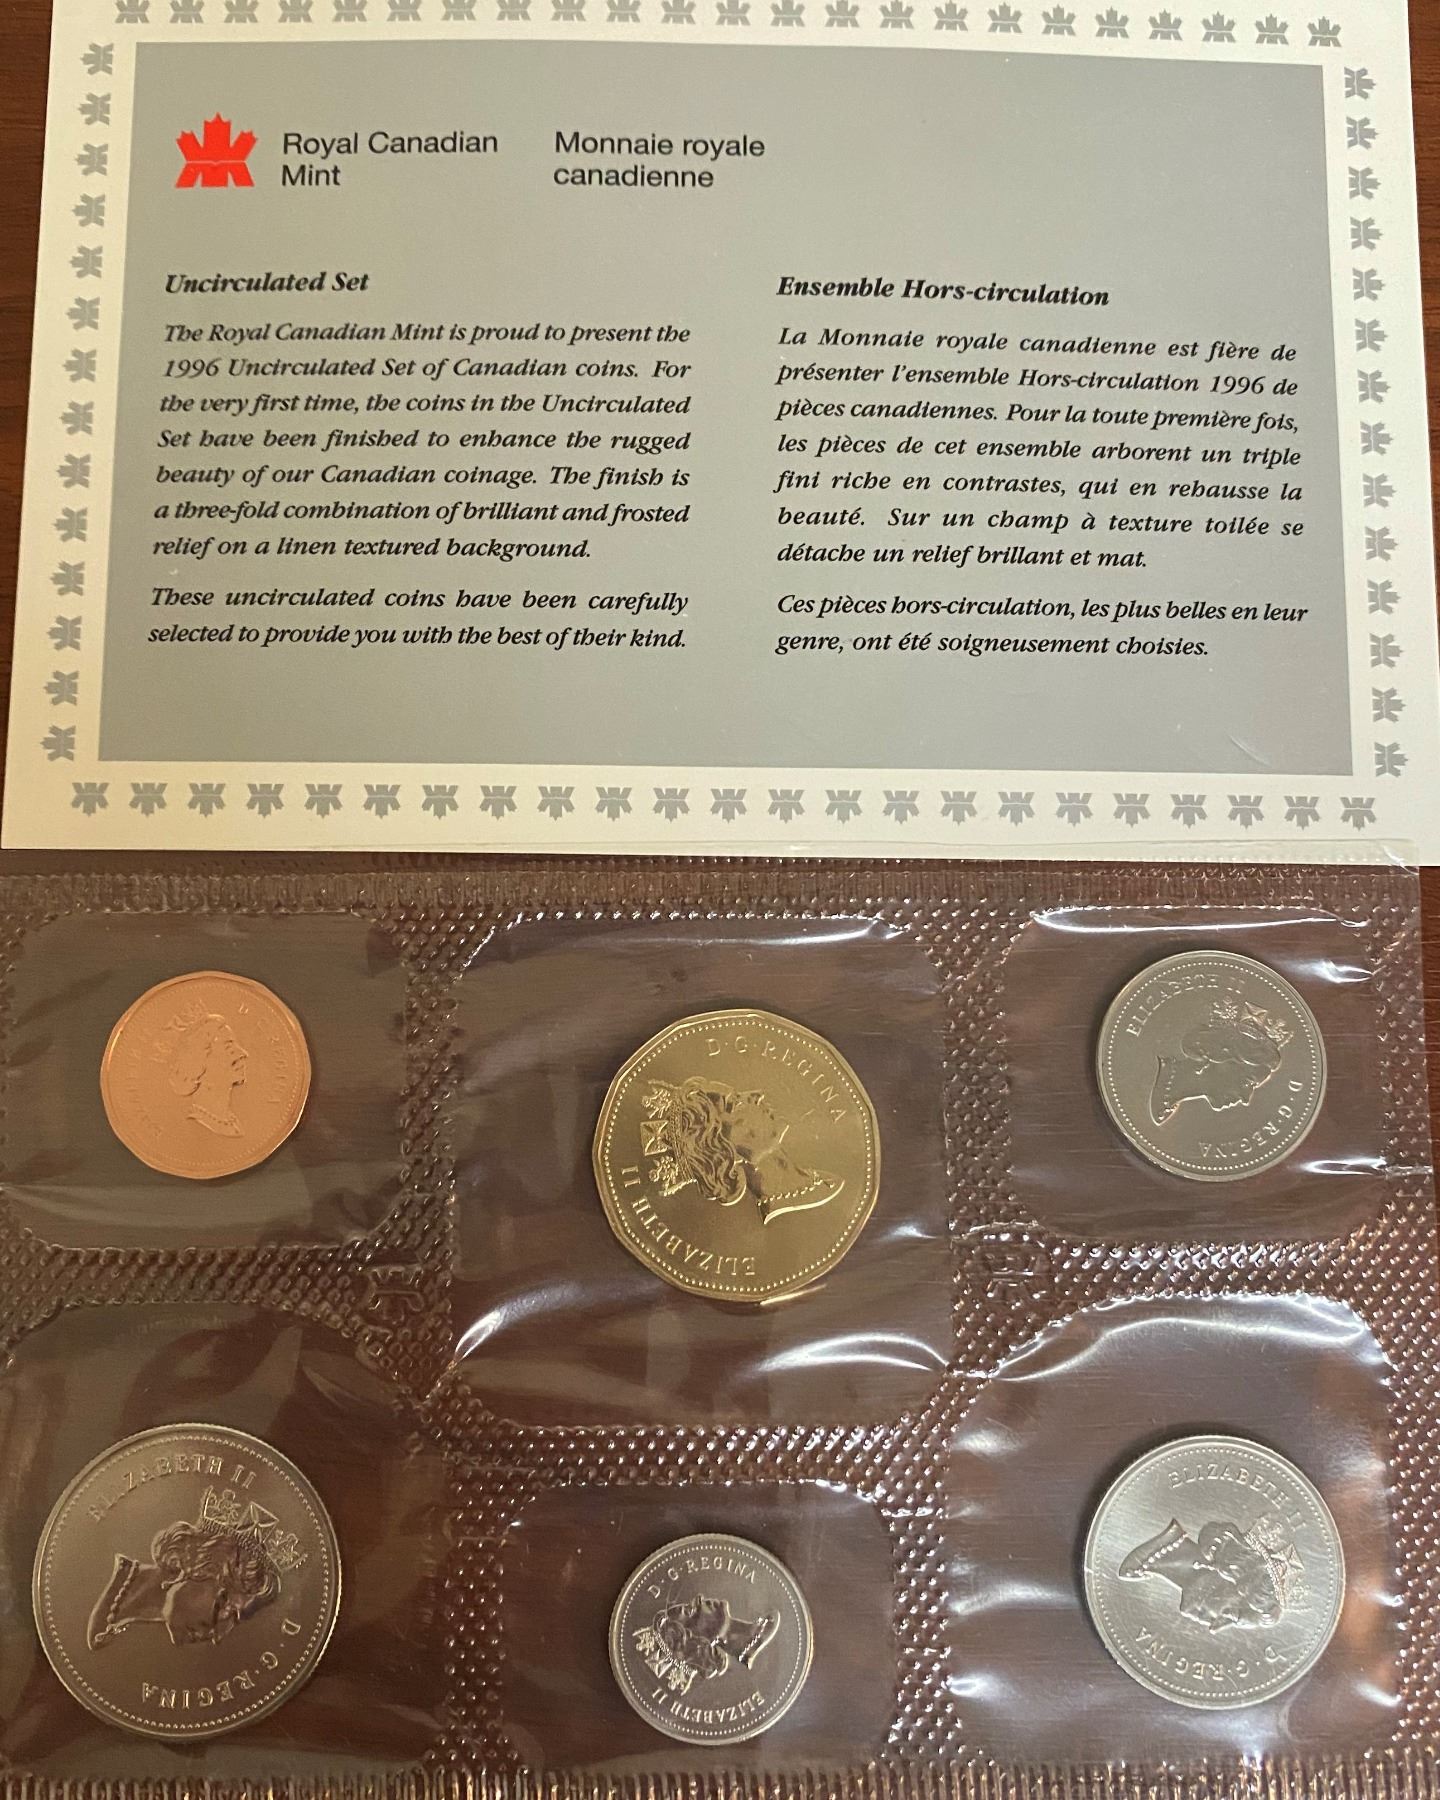 Royal Canadian
Mint
Monnaie royale
canadienne
Uncirculated Set
The Royal Canadian Mint is proud to present the
1996 Uncirculated Set of Canadian coins. For
the very first time, the coins in the Uncirculated
Set have been finished to enhance the rugged
beauty of our Canadian coinage. The finish is
a three-fold combination of brilliant and frosted
relief on a linen textured background.
These uncirculated coins have been carefully
selected to provide you with the best of their kind.
Ensemble Hors-circulation
La Monnaie royale canadienne est fière de
présenter l'ensemble Hors-circulation 1996 de
pièces canadiennes. Pour la toute première fois,
les pièces de cet ensemble arborent un triple
fini riche en contrastes, qui en rehausse la
beauté. Sur un champ à texture toilée se
détache un relief brillant et mat.
Ces pièces hors-circulation, les plus belles en leur
genre, ont été soigneusement choisies.
D·G·REGINA
ELIZABETH II
D·G·REGINA
ELIZABETH II
D·G·REGINA
ELIZABETH II
D·G·REGINA
ELIZABETH II
D·G·REGINA
ELIZABETH II
D·G·REGINA